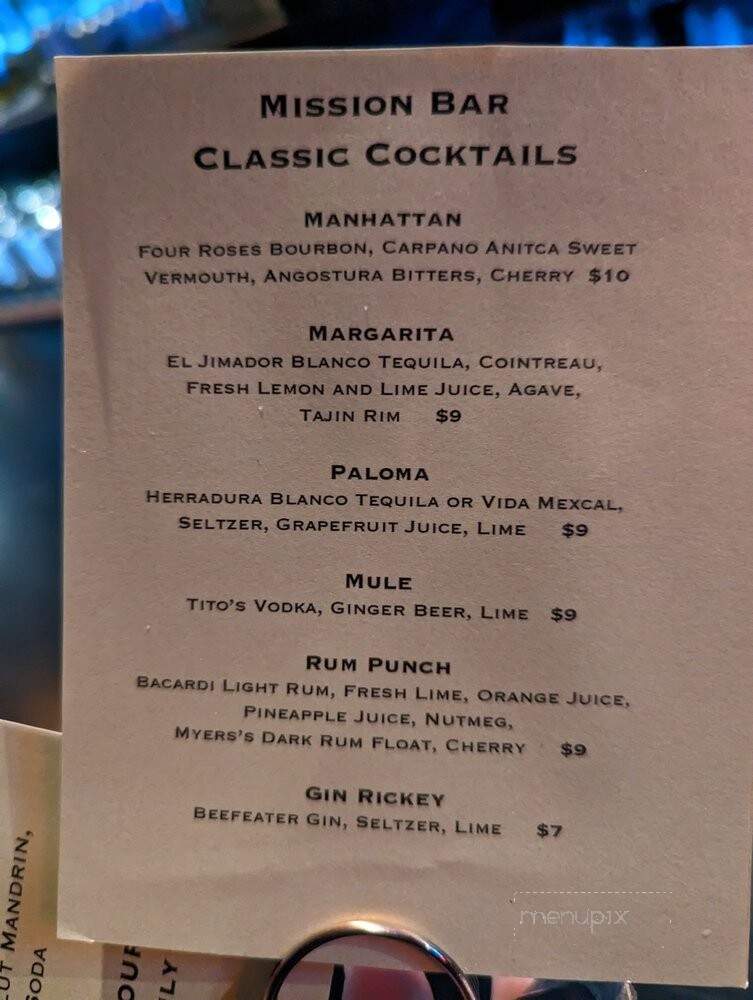 MISSION BAR
CLASSIC COCKTAILS
MANHATTAN
FOUR ROSES BOURBON, CARPANO ANITCA SWEET
VERMOUTH, ANGOSTURA BITTERS, CHERRY $10
MARGARITA
EL JIMADOR BLANCO TEQUILA, COINTREAU,
FRESH LEMON AND LIME JUICE, AGAVE,
TAJIN RIM $9
PALOMA
HERRADURA BLANCO TEQUILA OR VIDA MEXCAL,
SELTZER, GRAPEFRUIT JUICE, LIME $9
MULE
TITO'S VODKA, GINGER BEER, LIME $9
RUM PUNCH
BACARDI LIGHT RUM, FRESH LIME, ORANGE JUICE,
PINEAPPLE JUICE, NUTMEG,
MYERS'S DARK RUM FLOAT, CHERRY $9
GIN RICKEY
BEEFEATER GIN, SELTZER, LIME $7
menupix
MANDRIN,
SODA